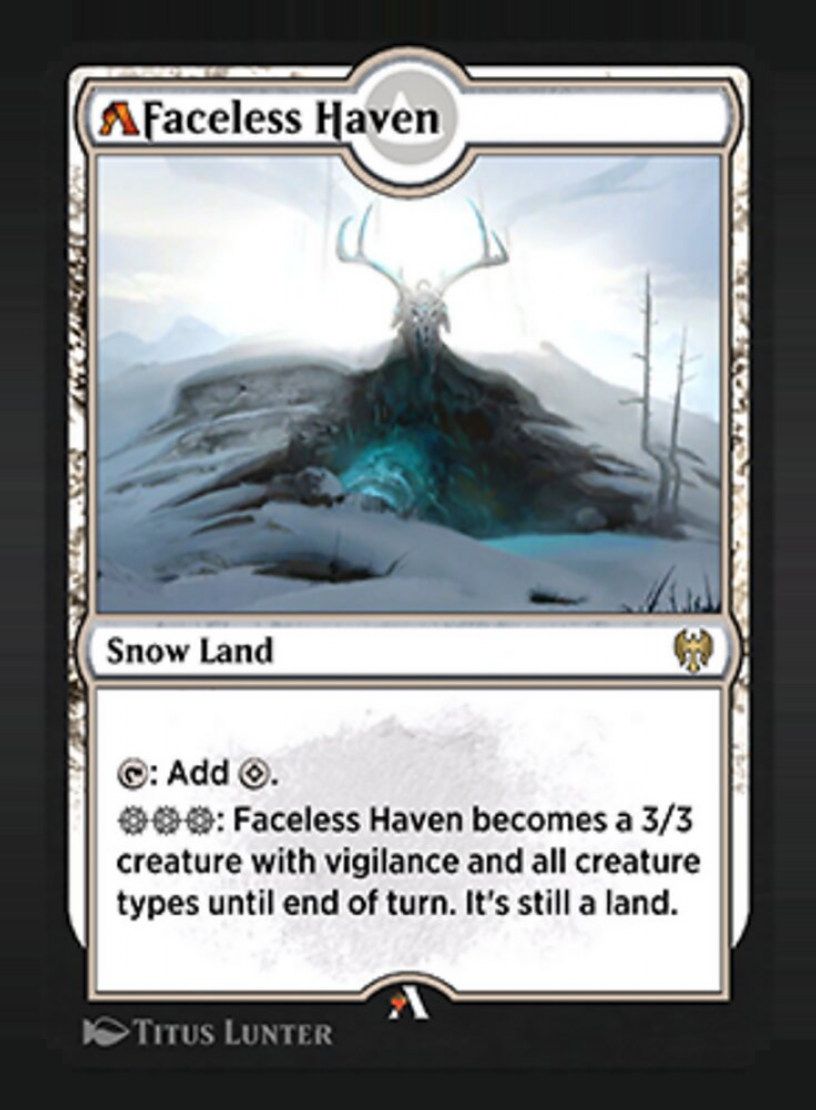 Faceless Haven
Snow Land
: Add .
: Faceless Haven becomes a 3/3
creature with vigilance and all creature
types until end of turn. It's still a land.
Titus Lunter